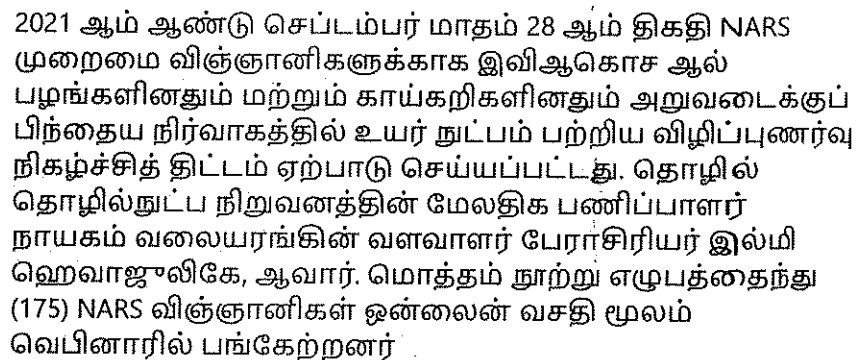 2021 ஆம் ஆண்டு செப்டம்பர் மாதம் 28 ஆம் திகதி NARS
முறைமை விஞ்ஞானிகளுக்காக இவிஆகொச ஆல்
பழங்களினதும் மற்றும் காய்கறிகளினதும் அறுவடைக்குப்
பிந்தைய நிர்வாகத்தில் உயர் நுட்பம் பற்றிய விழிப்புணர்வு
நிகழ்ச்சித் திட்டம் ஏற்பாடு செய்யப்பட்டது. தொழில்
தொழில்நுட்ப நிறுவனத்தின் மேலதிக பணிப்பாளர்
நாயகம் வலையரங்கின் வளவாளர் பேராசிரியர் இல்மி
ஹெவாஜுலிகே, ஆவார். மொத்தம் நூற்று எழுபத்தைந்து
(175) NARS விஞ்ஞானிகள் ஒன்லைன் வசதி மூலம்
வெபினாரில் பங்கேற்றனர்